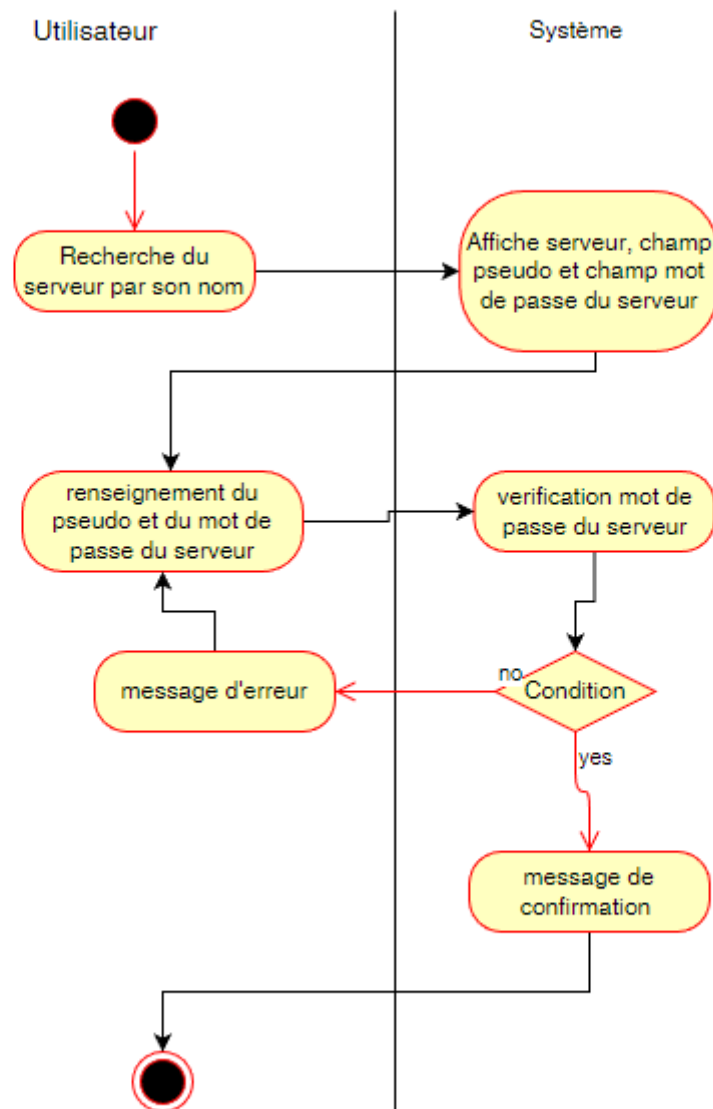 Utilisateur
Système
Recherche du
serveur par son nom
Affiche serveur, champ
pseudo et champ mot
de passe du serveur
renseignement du
pseudo et du mot de
passe du serveur
verification mot de
passe du serveur
message d'erreur
no
Condition
yes
message de
confirmation